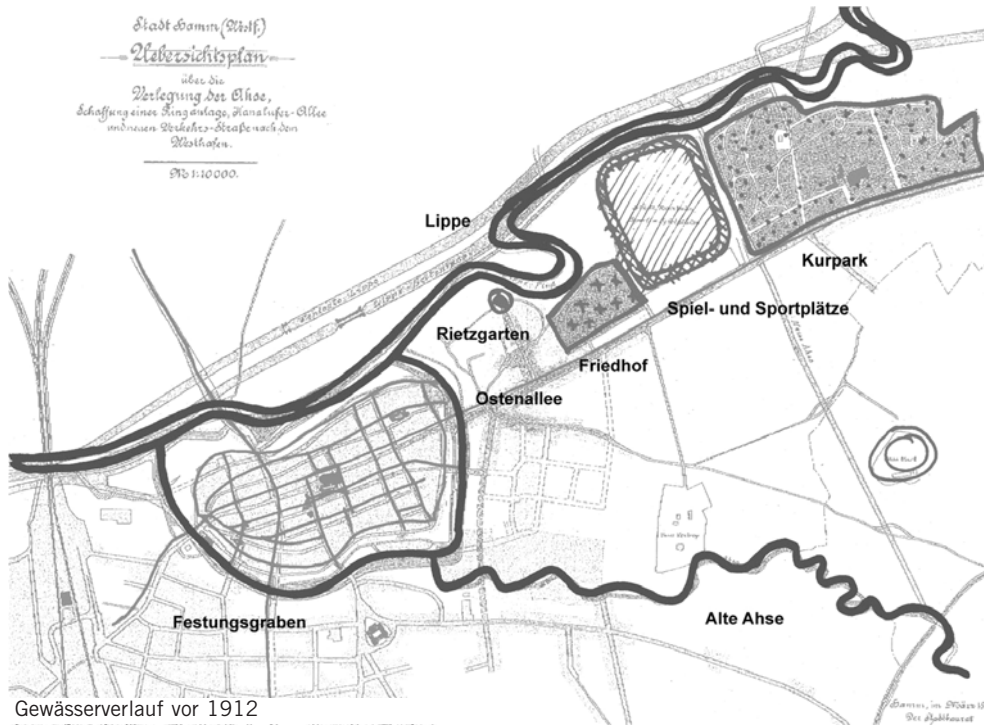 Stadt Hamm (Westf.)
Uebersichtsplan
über die
Verlegung der Ahse,
Schaffung einer Ringanlage, Kanalufer-Allee
und neuen Verkehrs-Straße nach dem
Westhafen.
M 1:10000.
Lippe
Kurpark
Spiel- und Sportplätze
Rietzgarten
Friedhof
Ostenallee
Neue Ahse
Festungsgraben
Alte Ahse
Hamm, im März
Der Stadtbaurat
Gewässerverlauf vor 1912